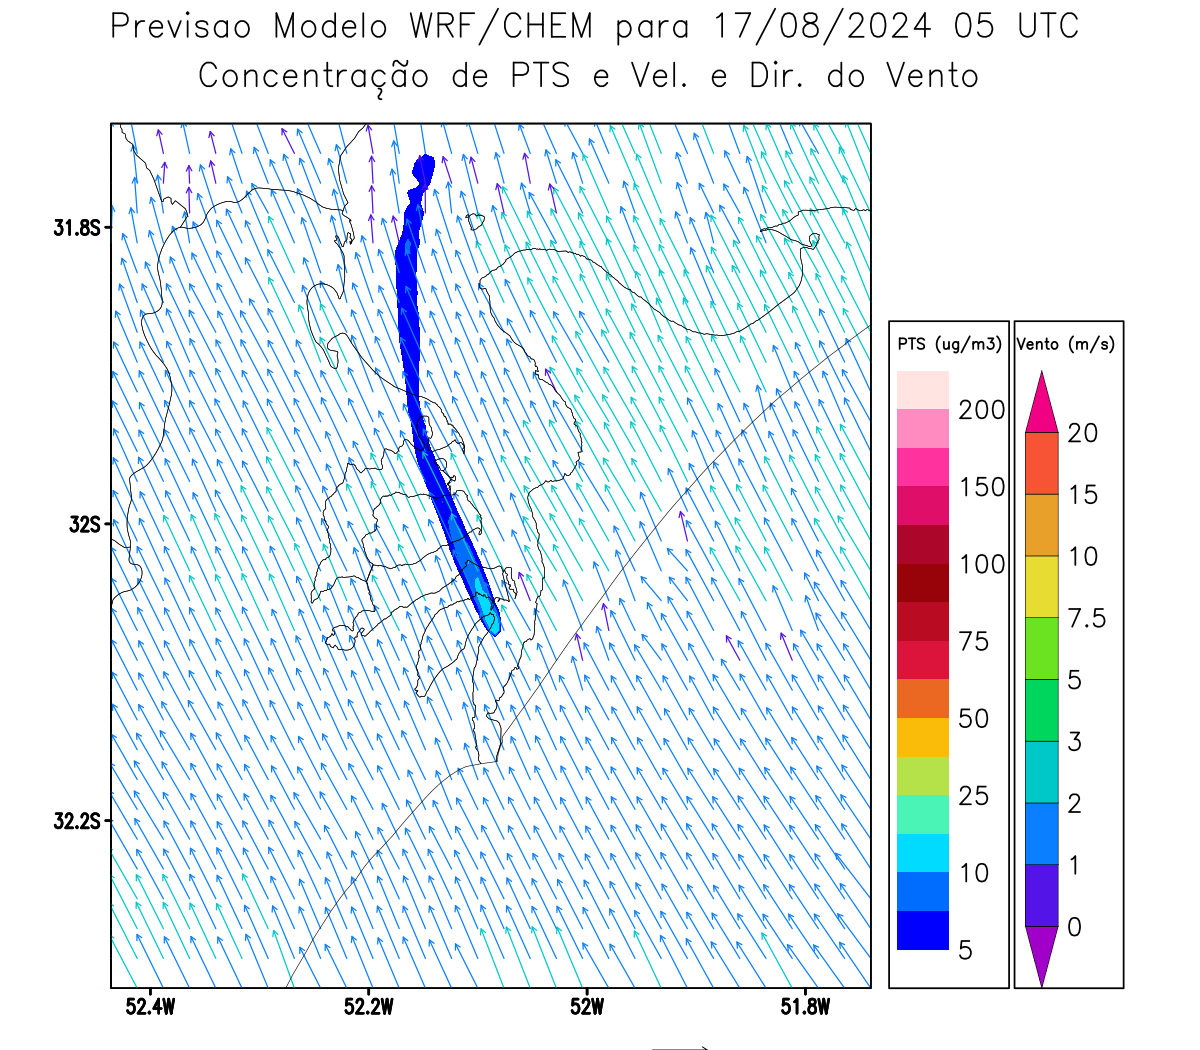 Previsao Modelo WRF/CHEM para 17/08/2024 05 UTC
Concentração de PTS e Vel. e Dir. do Vento
31.8S
32S
32.2S
52.4W
52.2W
52W
51.8W
PTS (ug/m3)
200
150
100
75
50
25
10
5
Vento (m/s)
20
15
10
7.5
5
3
2
1
0